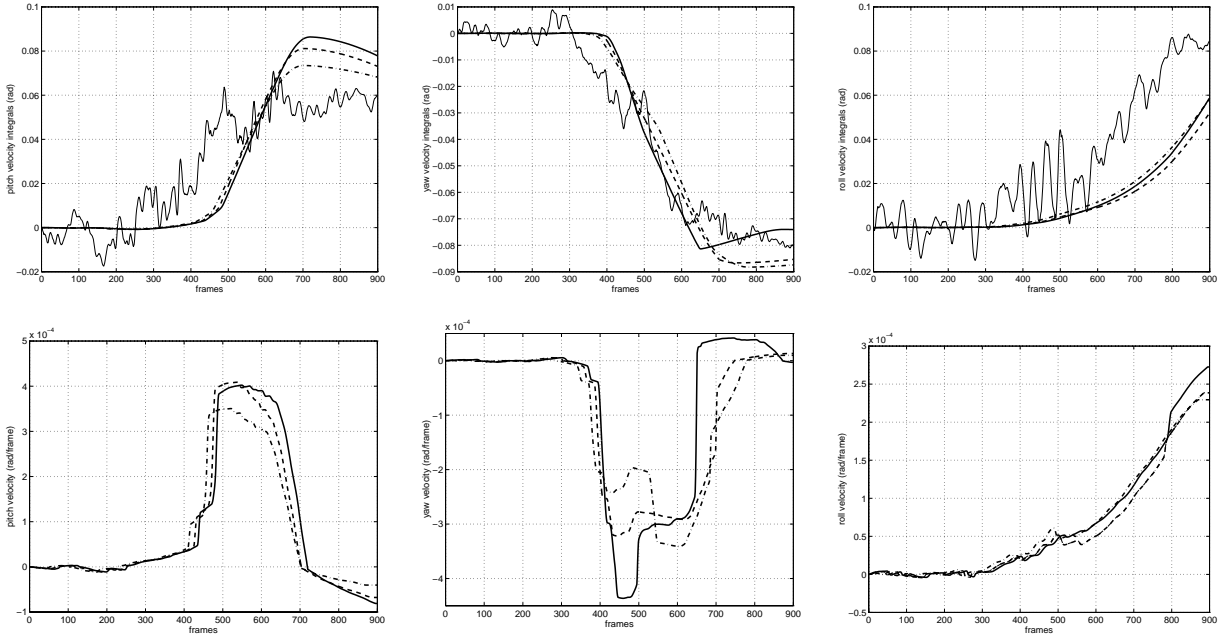 0.1
0.08
0.06
0.04
0.02
0
−0.02
pitch velocity integrals (rad)
0 100 200 300 400 500 600 700 800 900
frames
0.01
0
−0.01
−0.02
−0.03
−0.04
−0.05
−0.06
−0.07
−0.08
−0.09
yaw velocity integrals (rad)
0 100 200 300 400 500 600 700 800 900
frames
0.1
0.08
0.06
0.04
0.02
0
−0.02
roll velocity integrals (rad)
0 100 200 300 400 500 600 700 800 900
frames
x 10⁻⁴
5
4
3
2
1
0
−1
pitch velocity (rad/frame)
0 100 200 300 400 500 600 700 800 900
frames
x 10⁻⁴
0
−1
−2
−3
−4
yaw velocity (rad/frame)
0 100 200 300 400 500 600 700 800 900
frames
x 10⁻⁴
3
2.5
2
1.5
1
0.5
0
−0.5
roll velocity (rad/frame)
0 100 200 300 400 500 600 700 800 900
frames